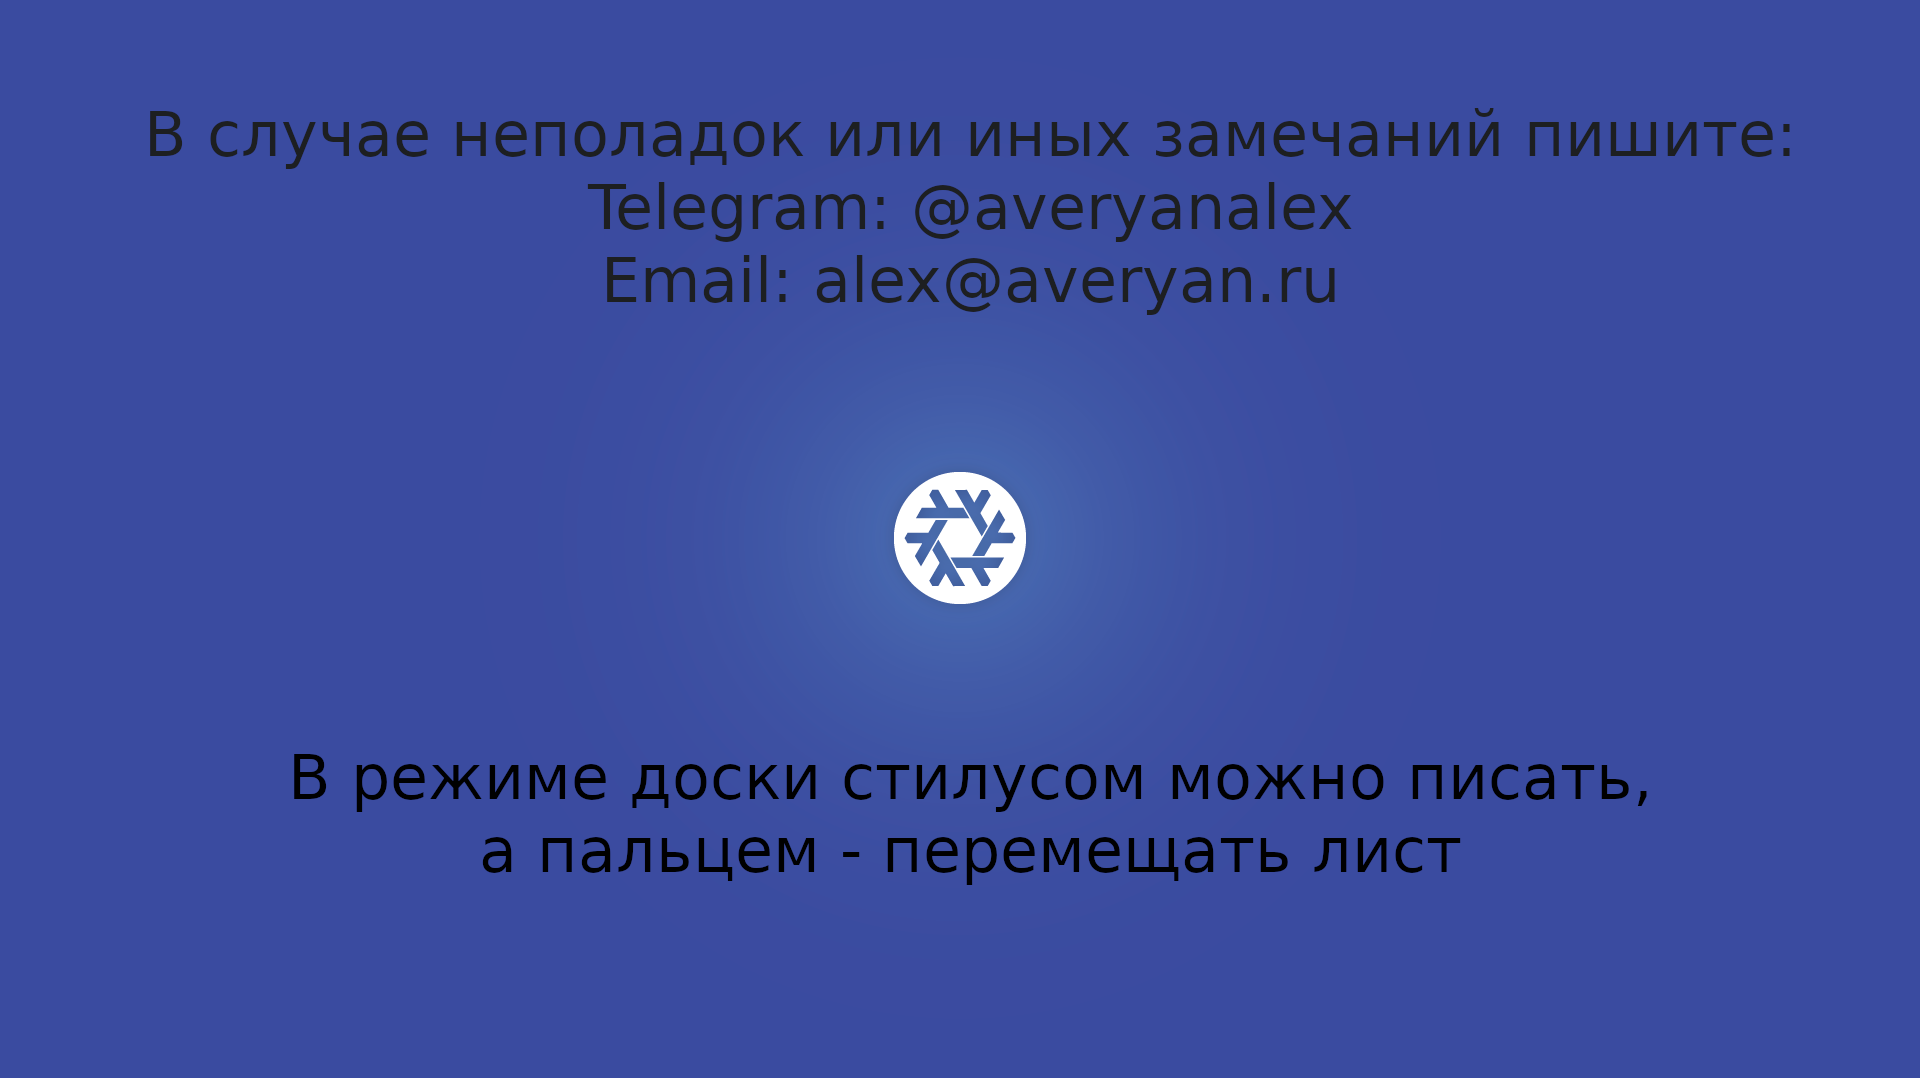 В случае неполадок или иных замечаний пишите:
Telegram: @averyanalex
Email: alex@averyan.ru
В режиме доски стилусом можно писать,
а пальцем - перемещать лист